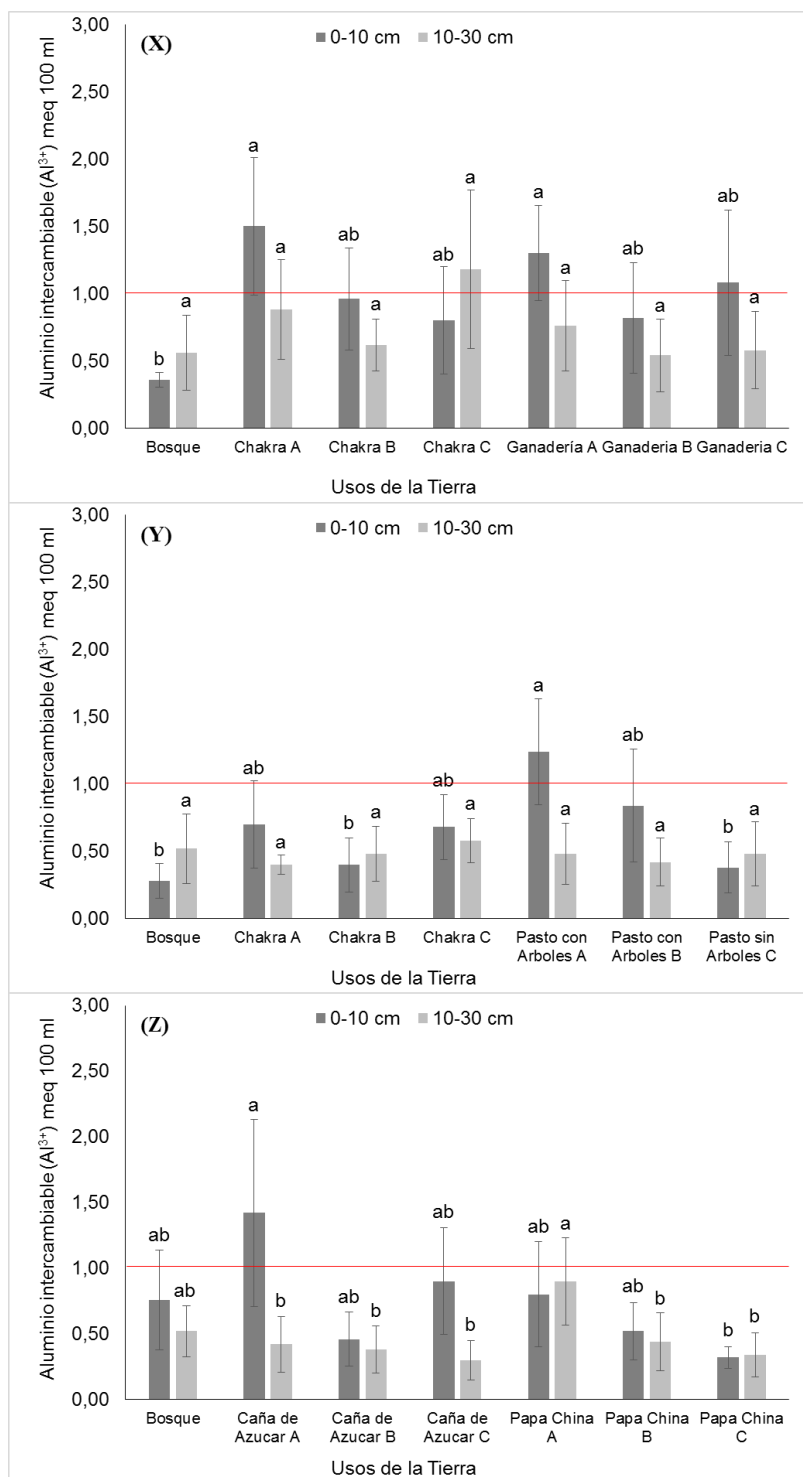 (X)
0-10 cm 10-30 cm
Aluminio intercambiable (Al³⁺) meq 100 ml
3,00
2,50
2,00
1,50
1,00
0,50
0,00
b a a a ab a ab a a a ab a ab a
Bosque Chakra A Chakra B Chakra C Ganadería A Ganaderia B Ganaderia C
Usos de la Tierra
(Y)
0-10 cm 10-30 cm
Aluminio intercambiable (Al³⁺) meq 100 ml
3,00
2,50
2,00
1,50
1,00
0,50
0,00
b a ab a b a ab a a a ab a b a
Bosque Chakra A Chakra B Chakra C Pasto con Arboles A Pasto con Arboles B Pasto sin Arboles C
Usos de la Tierra
(Z)
0-10 cm 10-30 cm
Aluminio intercambiable (Al³⁺) meq 100 ml
3,00
2,50
2,00
1,50
1,00
0,50
0,00
ab ab a b ab b ab b ab a ab b b b
Bosque Caña de Azucar A Caña de Azucar B Caña de Azucar C Papa China A Papa China B Papa China C
Usos de la Tierra